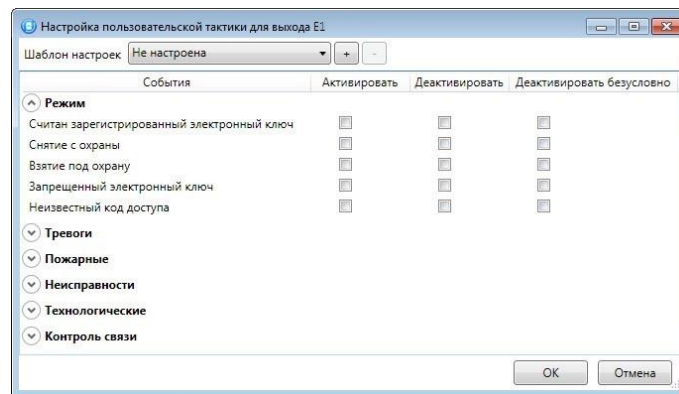 Настройка пользовательской тактики для выхода E1
Шаблон настроек Не настроена + -
События Активировать Деактивировать Деактивировать безусловно
Режим
Считан зарегистрированный электронный ключ
Снятие с охраны
Взятие под охрану
Запрещенный электронный ключ
Неизвестный код доступа
Тревоги
Пожарные
Неисправности
Технологические
Контроль связи
OK Отмена